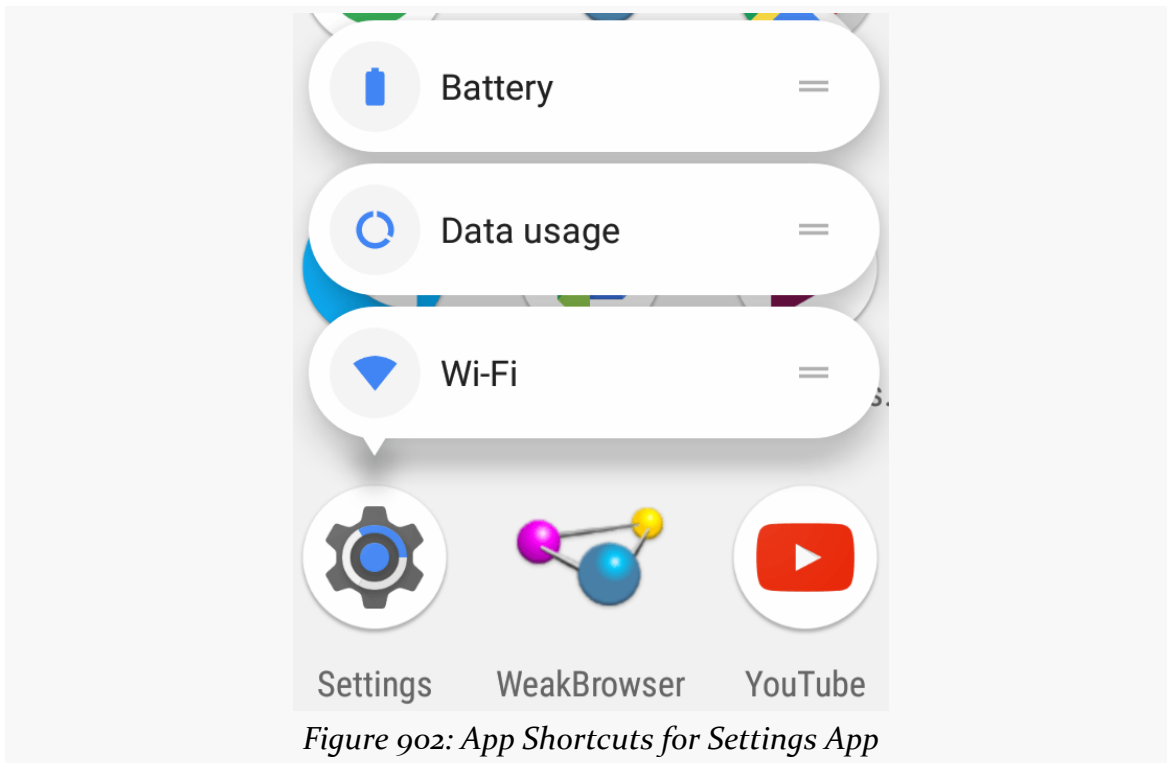 Battery
Data usage
Wi-Fi
s.
Settings WeakBrowser YouTube
Figure 902: App Shortcuts for Settings App